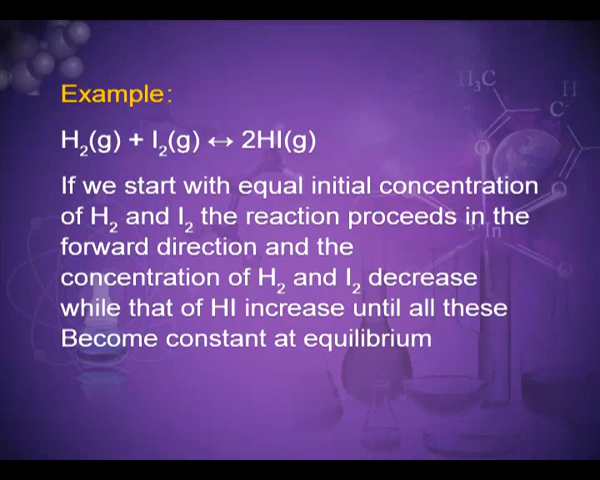 Example:
H₂(g) + I₂(g) ↔ 2HI(g)
If we start with equal initial concentration
of H₂ and I₂ the reaction proceeds in the
forward direction and the
concentration of H₂ and I₂ decrease
while that of HI increase until all these
Become constant at equilibrium
H₃C
H
C
O
O
In